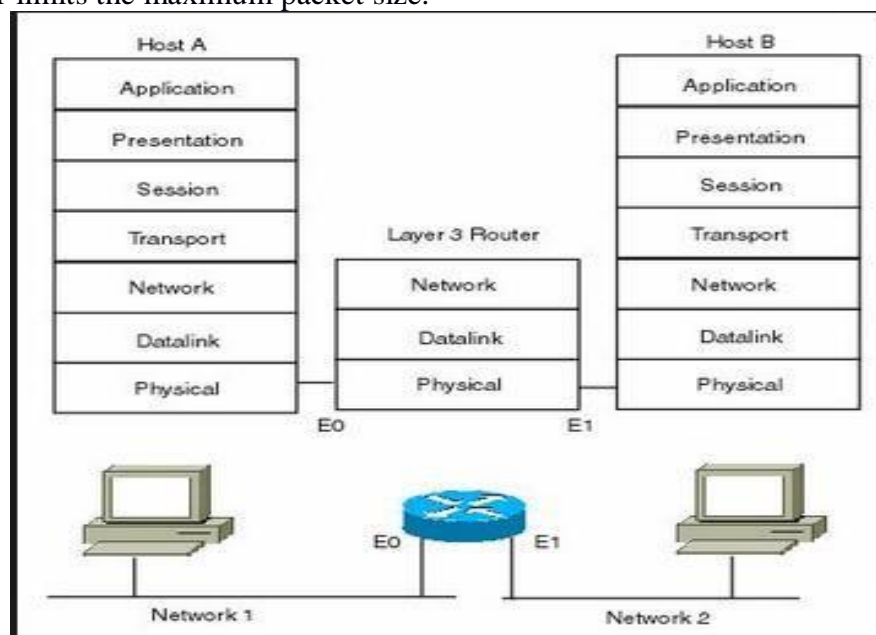 limits the maximum packet size.
Host A
Host B
Application
Presentation
Session
Transport
Network
Datalink
Physical
Layer 3 Router
Network
Datalink
Physical
Application
Presentation
Session
Transport
Network
Datalink
Physical
E0
E1
E0
E1
Network 1
Network 2